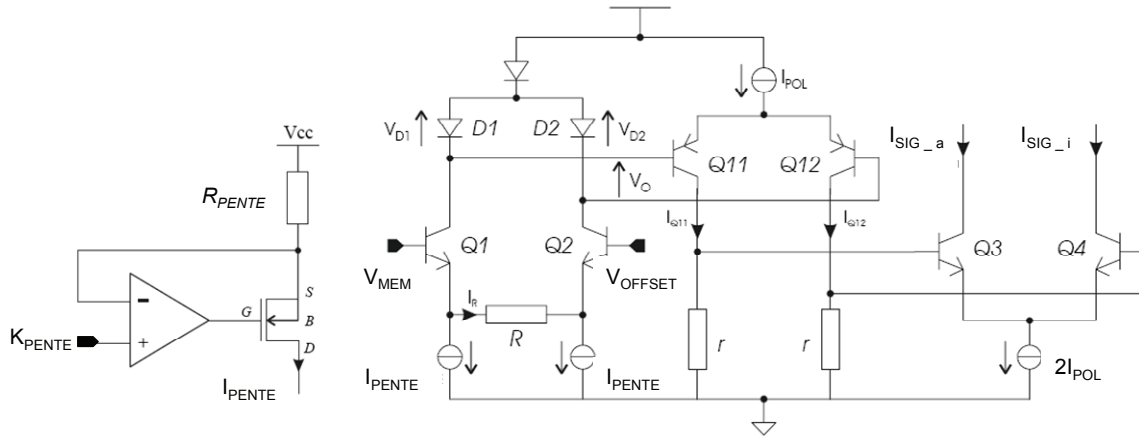 Vcc
R_PENTE
-
S
G
B
+
D
K_PENTE
I_PENTE
I_POL
V_D1
D1
D2
V_D2
Q11
Q12
V_O
I_Q11
I_Q12
Q1
Q2
V_MEM
V_OFFSET
I_R
R
I_PENTE
I_PENTE
r
r
I_SIG_a
I_SIG_i
Q3
Q4
2I_POL